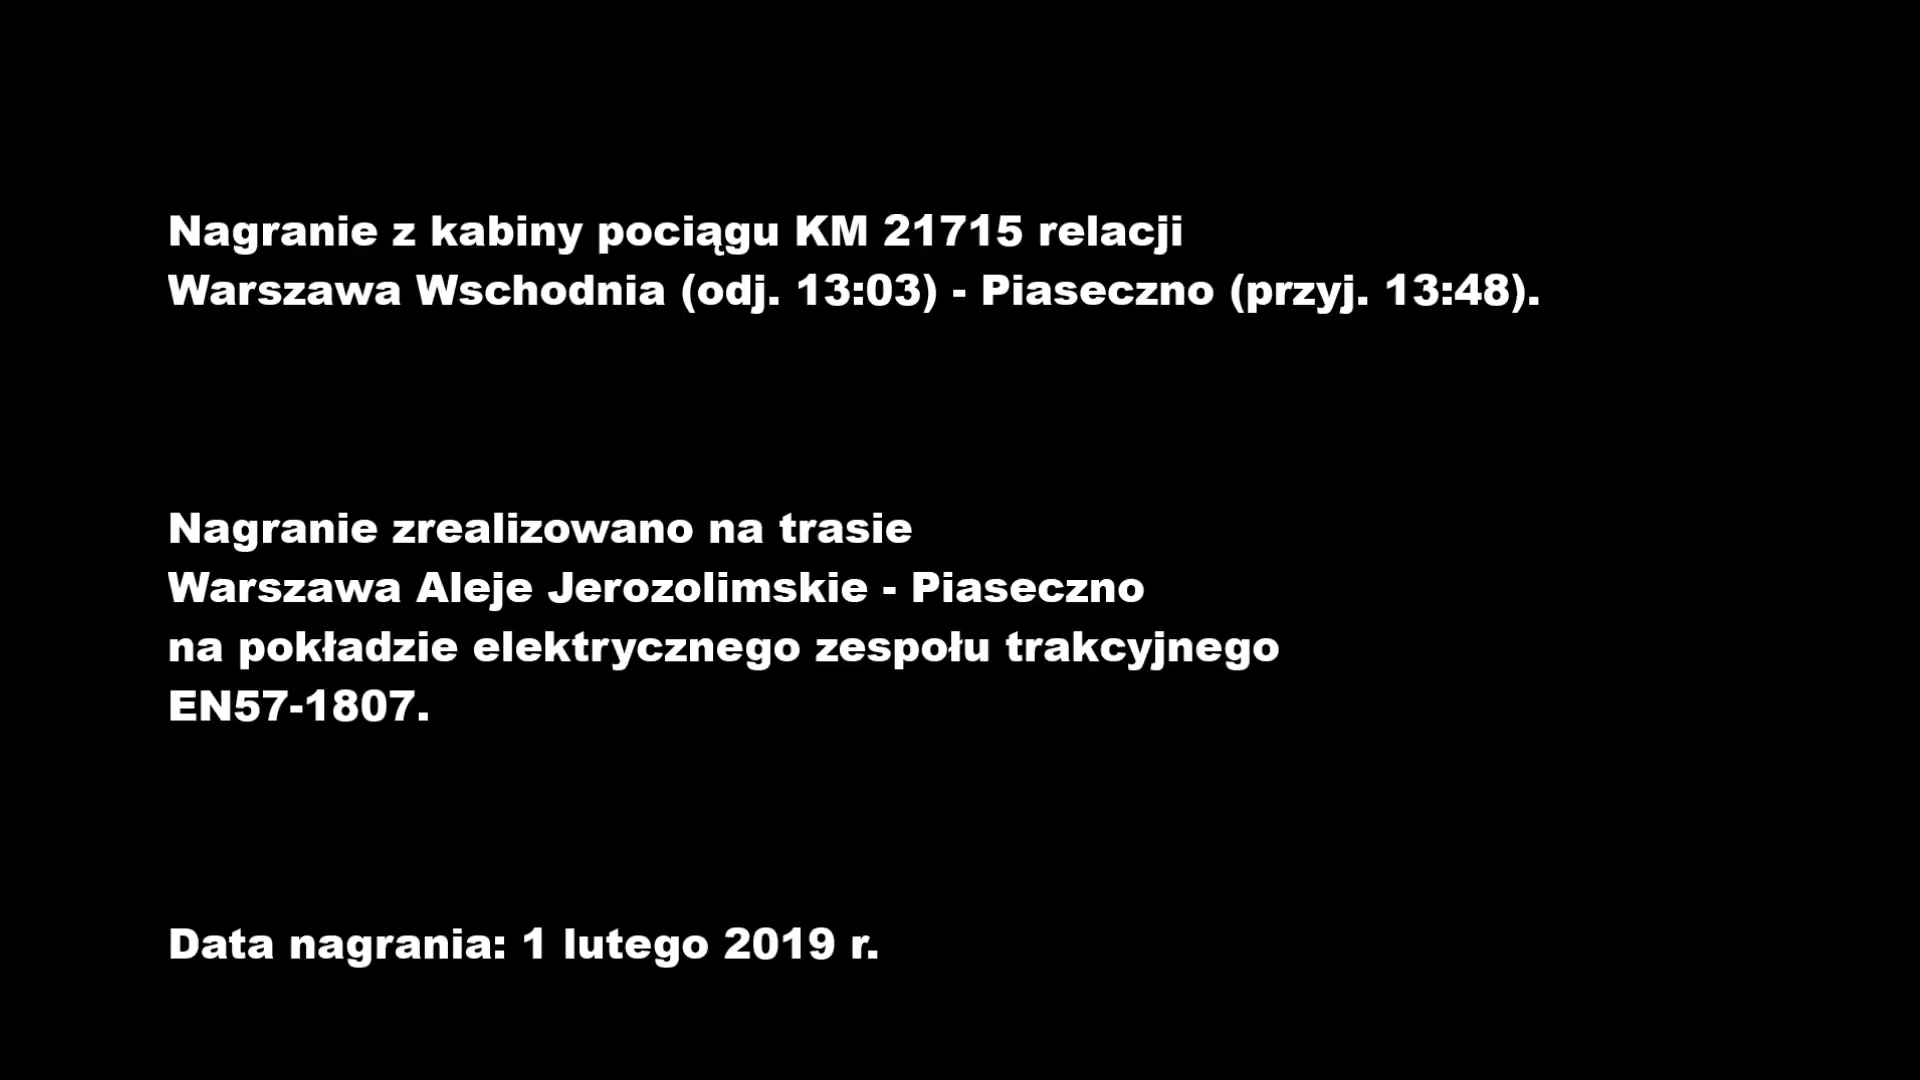 Nagranie z kabiny pociągu KM 21715 relacji
Warszawa Wschodnia (odj. 13:03) - Piaseczno (przyj. 13:48).
Nagranie zrealizowano na trasie
Warszawa Aleje Jerozolimskie - Piaseczno
na pokładzie elektrycznego zespołu trakcyjnego
EN57-1807.
Data nagrania: 1 lutego 2019 r.